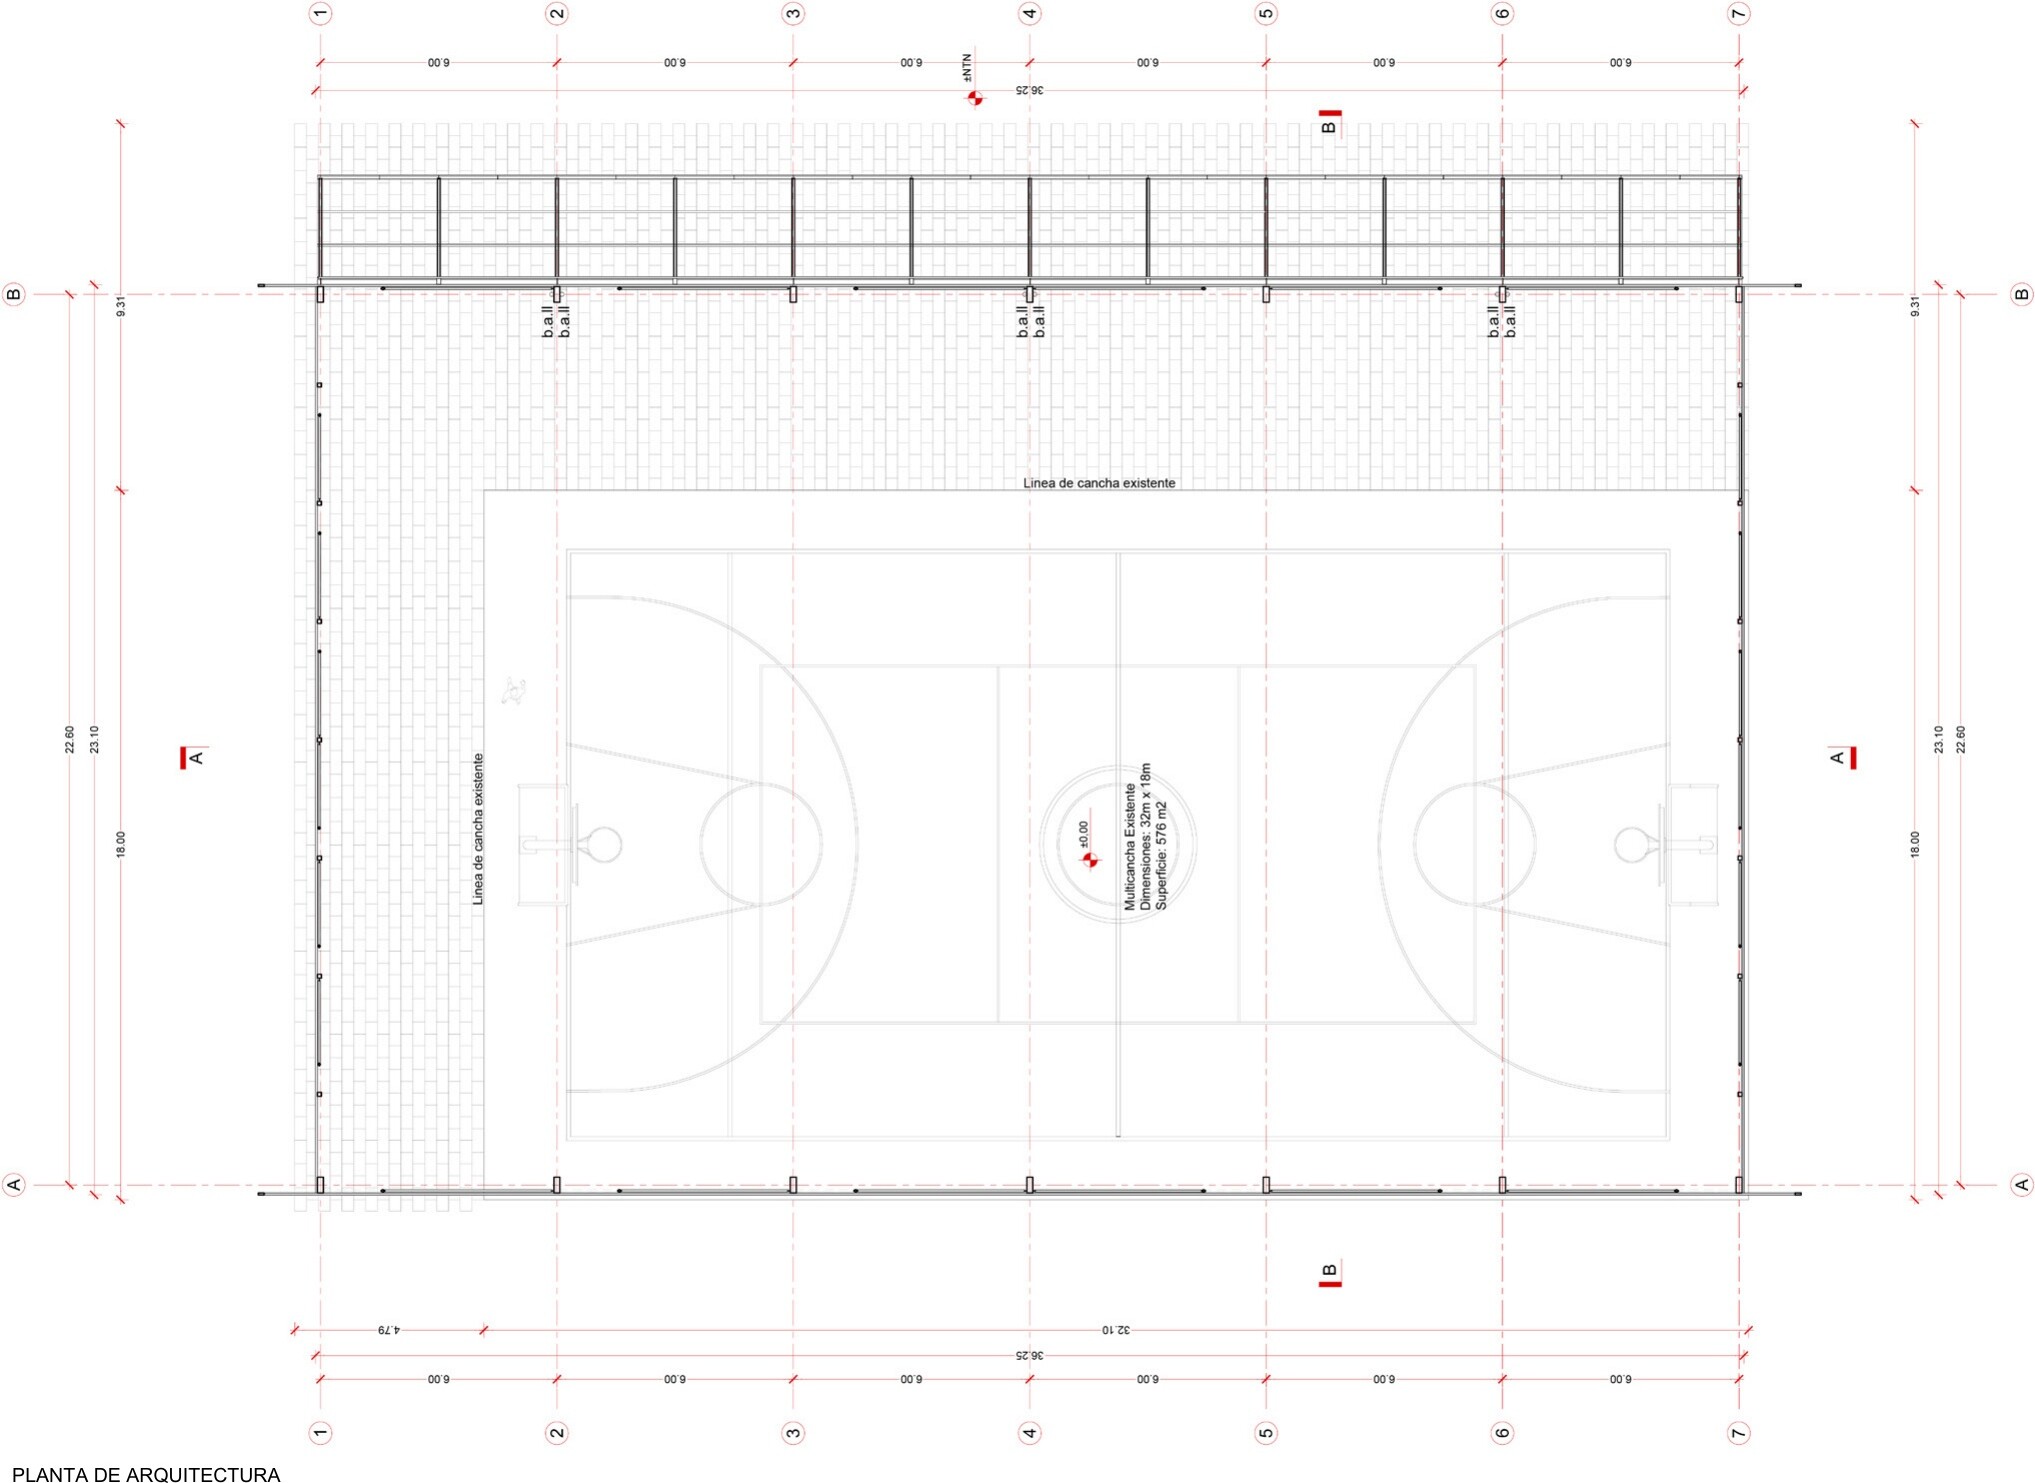 1 2 3 4 5 6 7
6.00 6.00 6.00 6.00 6.00 6.00
±NTN
36.25
B
B
B
9.31
9.31
b.a.ll
b.a.ll
b.a.ll
b.a.ll
b.a.ll
b.a.ll
Linea de cancha existente
22.60
23.10
A
18.00
Linea de cancha existente
±0.00
Multicancha Existente
Dimensiones: 32m x 18m
Superficie: 576 m2
A
18.00
23.10
22.60
A
A
B
4.79
32.10
36.25
6.00 6.00 6.00 6.00 6.00 6.00
1 2 3 4 5 6 7
PLANTA DE ARQUITECTURA